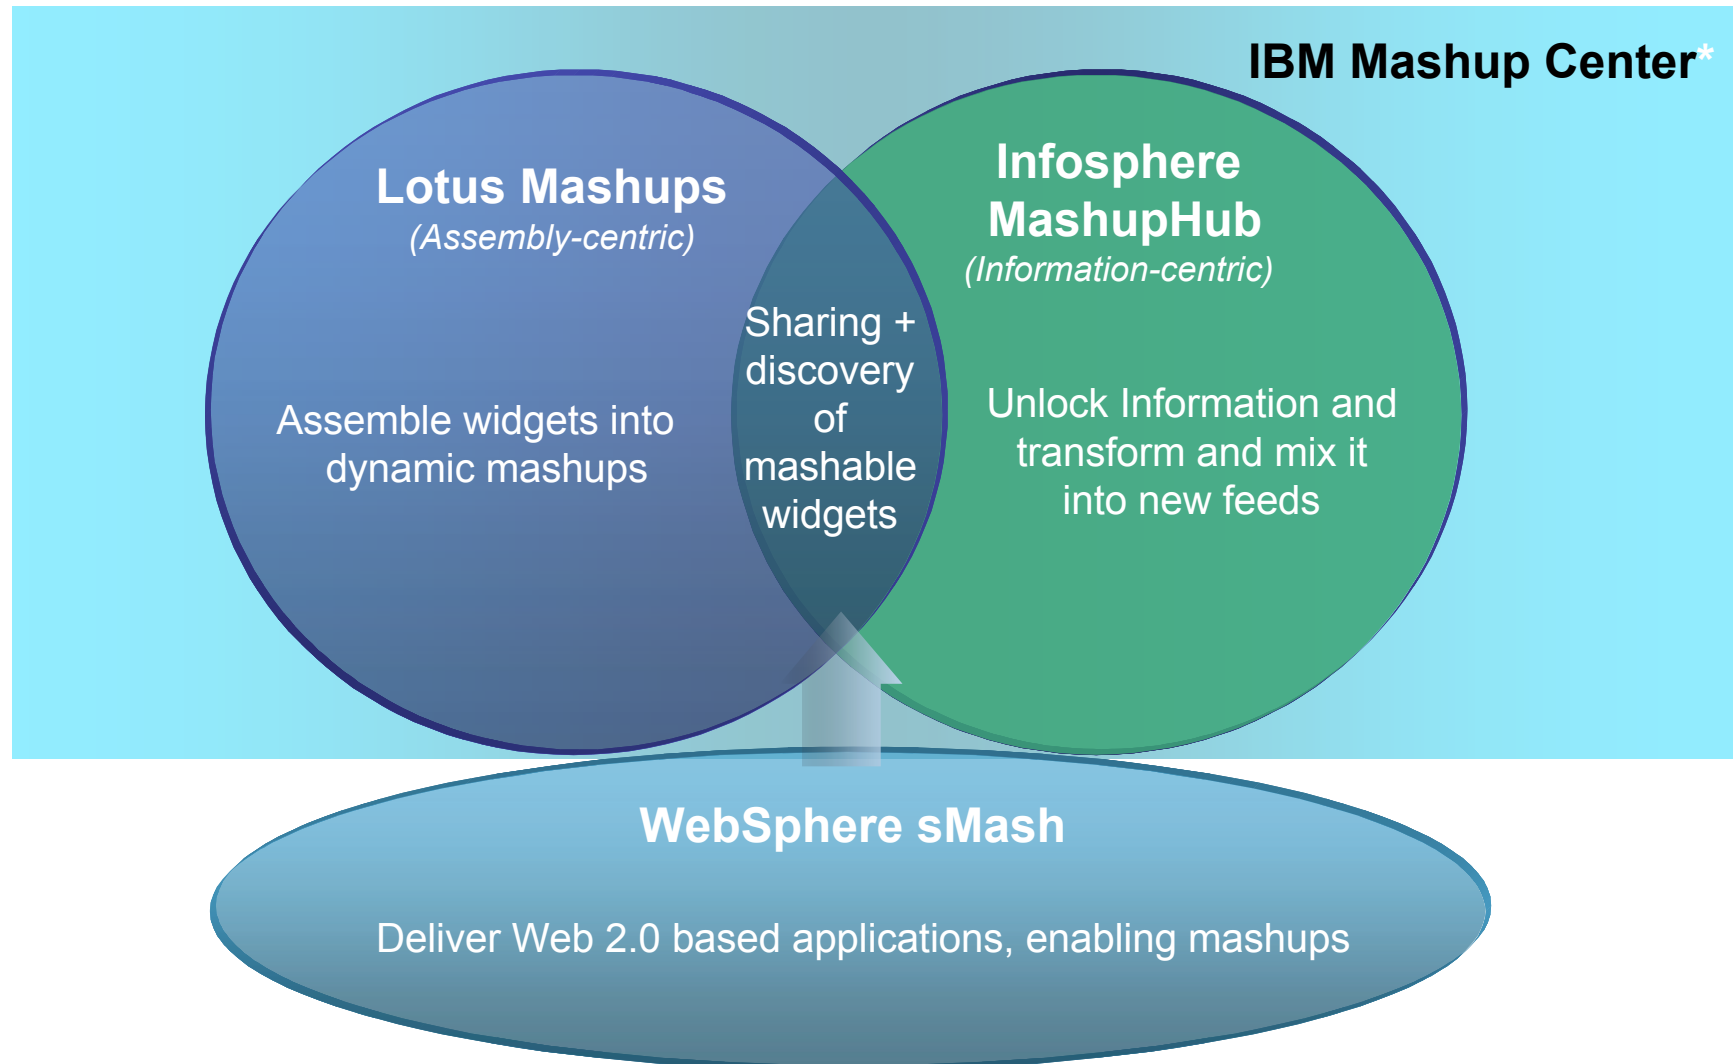 IBM Mashup Center*
Lotus Mashups
(Assembly-centric)
Assemble widgets into
dynamic mashups
Sharing +
discovery
of
mashable
widgets
Infosphere
MashupHub
(Information-centric)
Unlock Information and
transform and mix it
into new feeds
WebSphere sMash
Deliver Web 2.0 based applications, enabling mashups